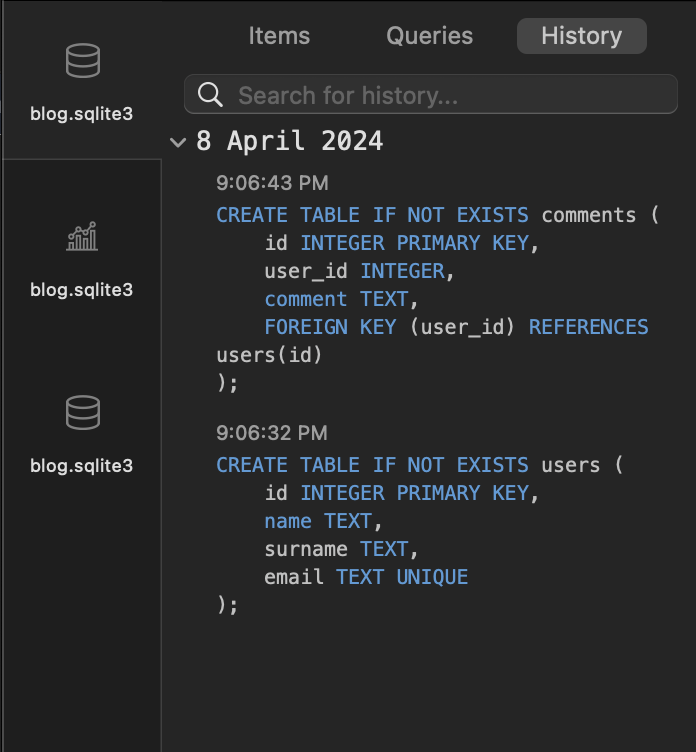 Items Queries History
blog.sqlite3
Search for history...
8 April 2024
9:06:43 PM
CREATE TABLE IF NOT EXISTS comments (
    id INTEGER PRIMARY KEY,
    user_id INTEGER,
    comment TEXT,
    FOREIGN KEY (user_id) REFERENCES
users(id)
);
9:06:32 PM
CREATE TABLE IF NOT EXISTS users (
    id INTEGER PRIMARY KEY,
    name TEXT,
    surname TEXT,
    email TEXT UNIQUE
);
blog.sqlite3
blog.sqlite3